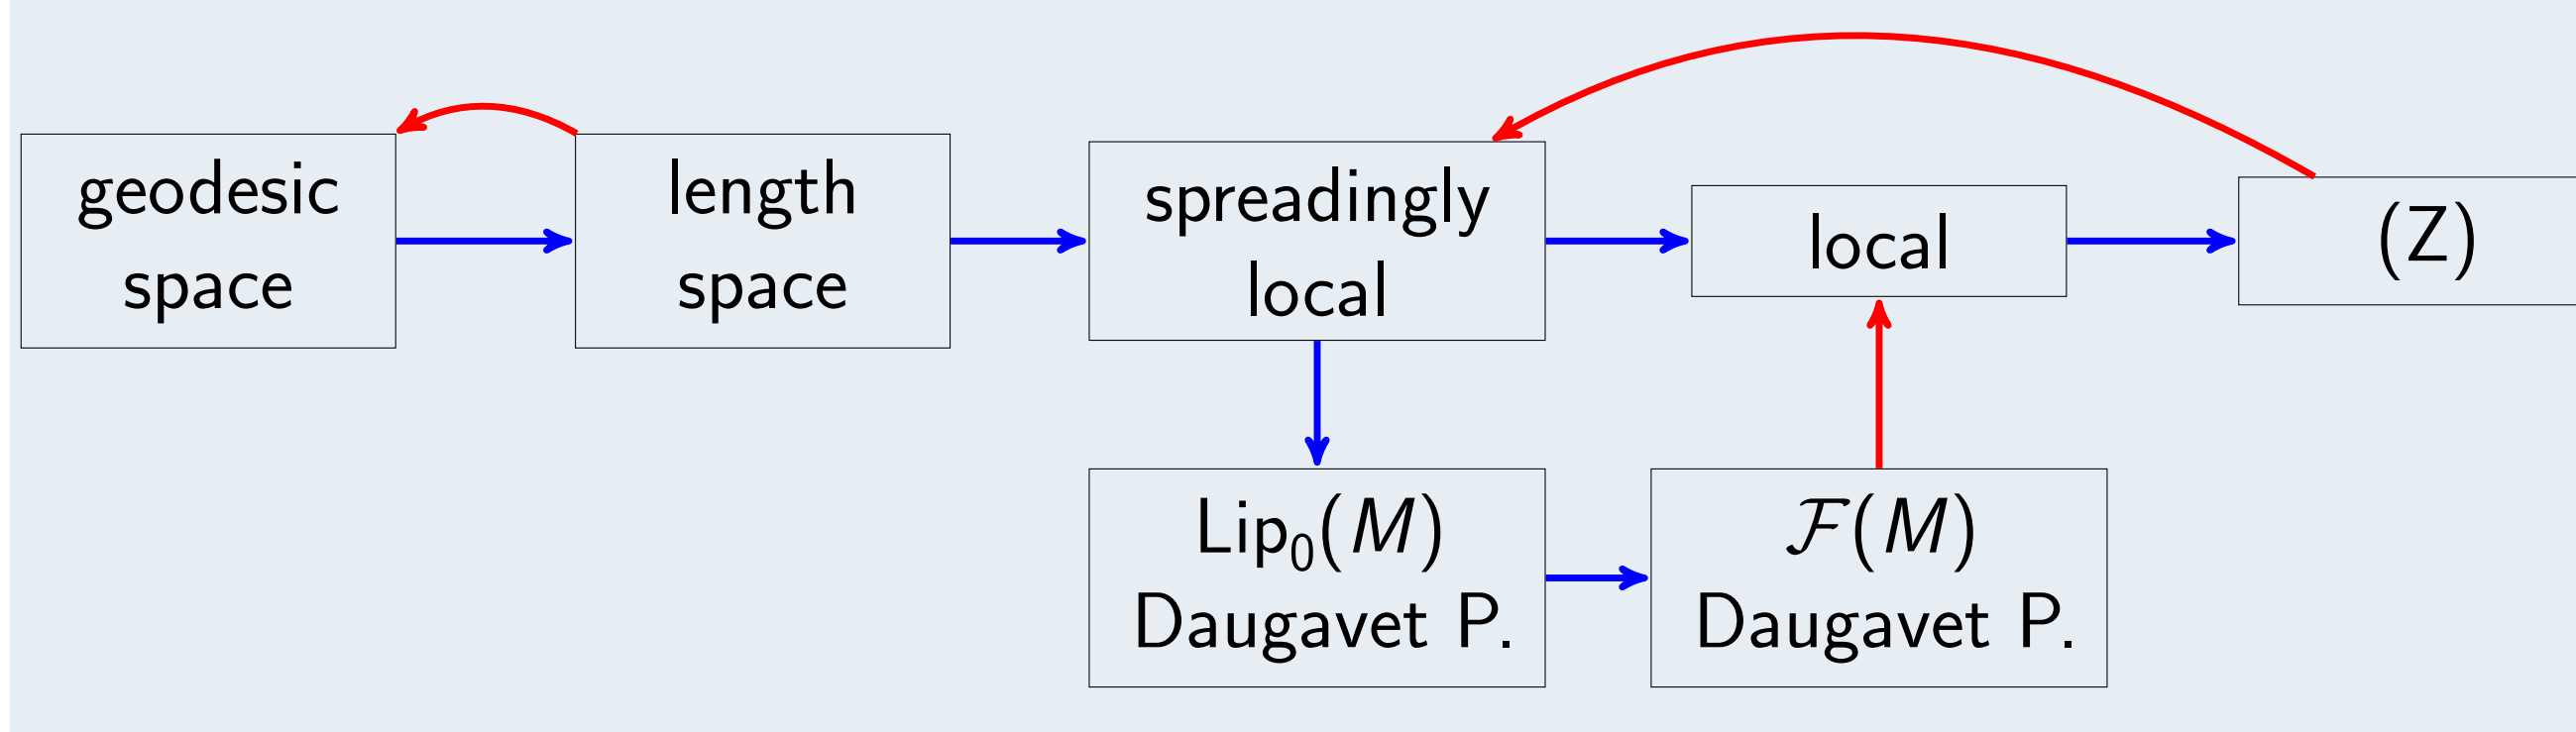 geodesic
space
length
space
spreadingly
local
local
(Z)
Lip₀(M)
Daugavet P.
ℱ(M)
Daugavet P.